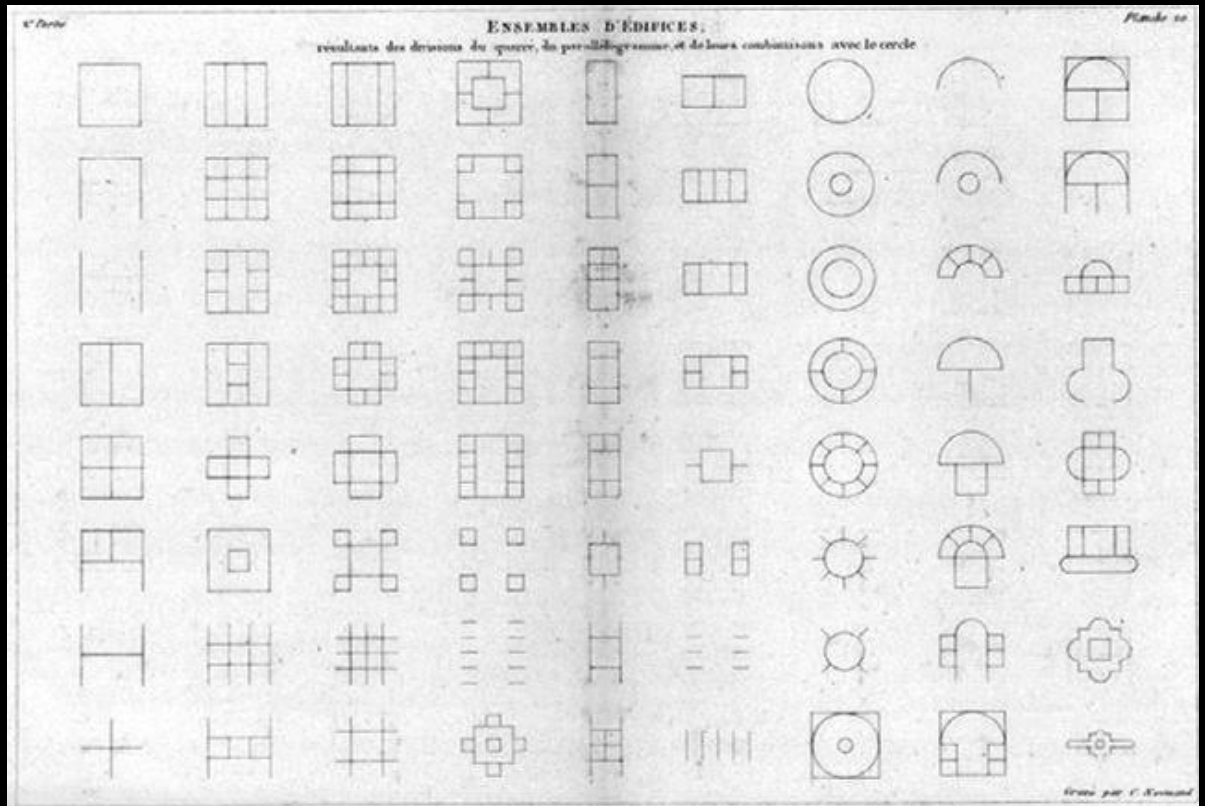 2e Partie
Planche 20
ENSEMBLES D'ÉDIFICES,
résultants des divisions du quarré, du parallélogramme, et de leurs combinaisons avec le cercle
Gravé par C. Normand